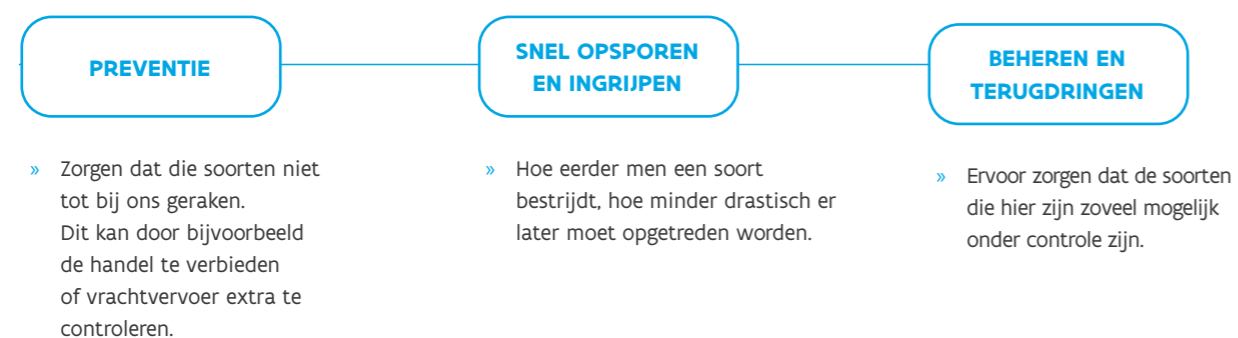 PREVENTIE
» Zorgen dat die soorten niet
tot bij ons geraken.
Dit kan door bijvoorbeeld
de handel te verbieden
of vrachtvervoer extra te
controleren.
SNEL OPSPOREN
EN INGRIJPEN
» Hoe eerder men een soort
bestrijdt, hoe minder drastisch er
later moet opgetreden worden.
BEHEREN EN
TERUGDRINGEN
» Ervoor zorgen dat de soorten
die hier zijn zoveel mogelijk
onder controle zijn.